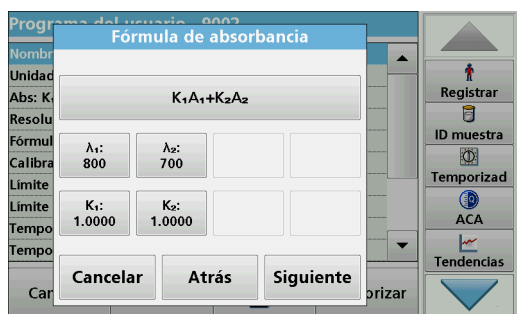 Programa del usuario 9002
Fórmula de absorbancia
Nombr
Unidad
Abs: K₁
Resolu
Fórmul
Calibra
Límite
Límite
Tempo
Tempo
K₁A₁+K₂A₂
λ₁:
800
λ₂:
700
K₁:
1.0000
K₂:
1.0000
Cancelar
Atrás
Siguiente
Can
orizar
Registrar
ID muestra
Temporizad
ACA
Tendencias